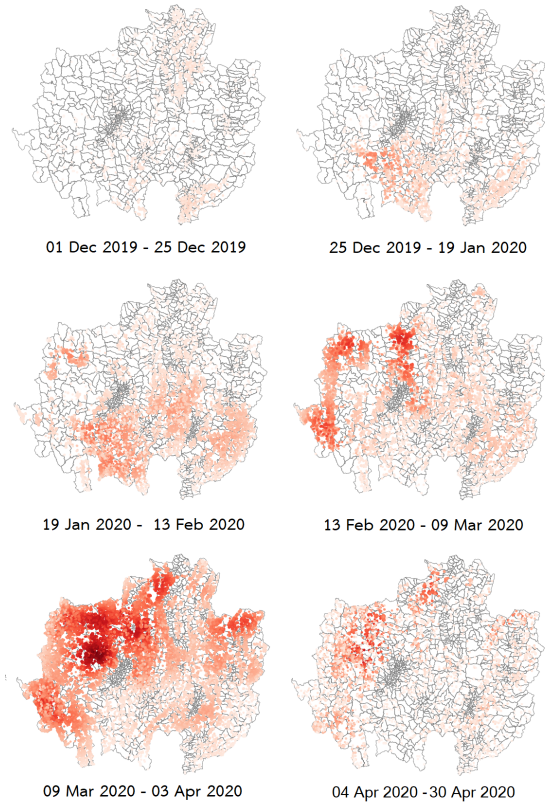 01 Dec 2019 - 25 Dec 2019
25 Dec 2019 - 19 Jan 2020
19 Jan 2020 - 13 Feb 2020
13 Feb 2020 - 09 Mar 2020
09 Mar 2020 - 03 Apr 2020
04 Apr 2020 -30 Apr 2020